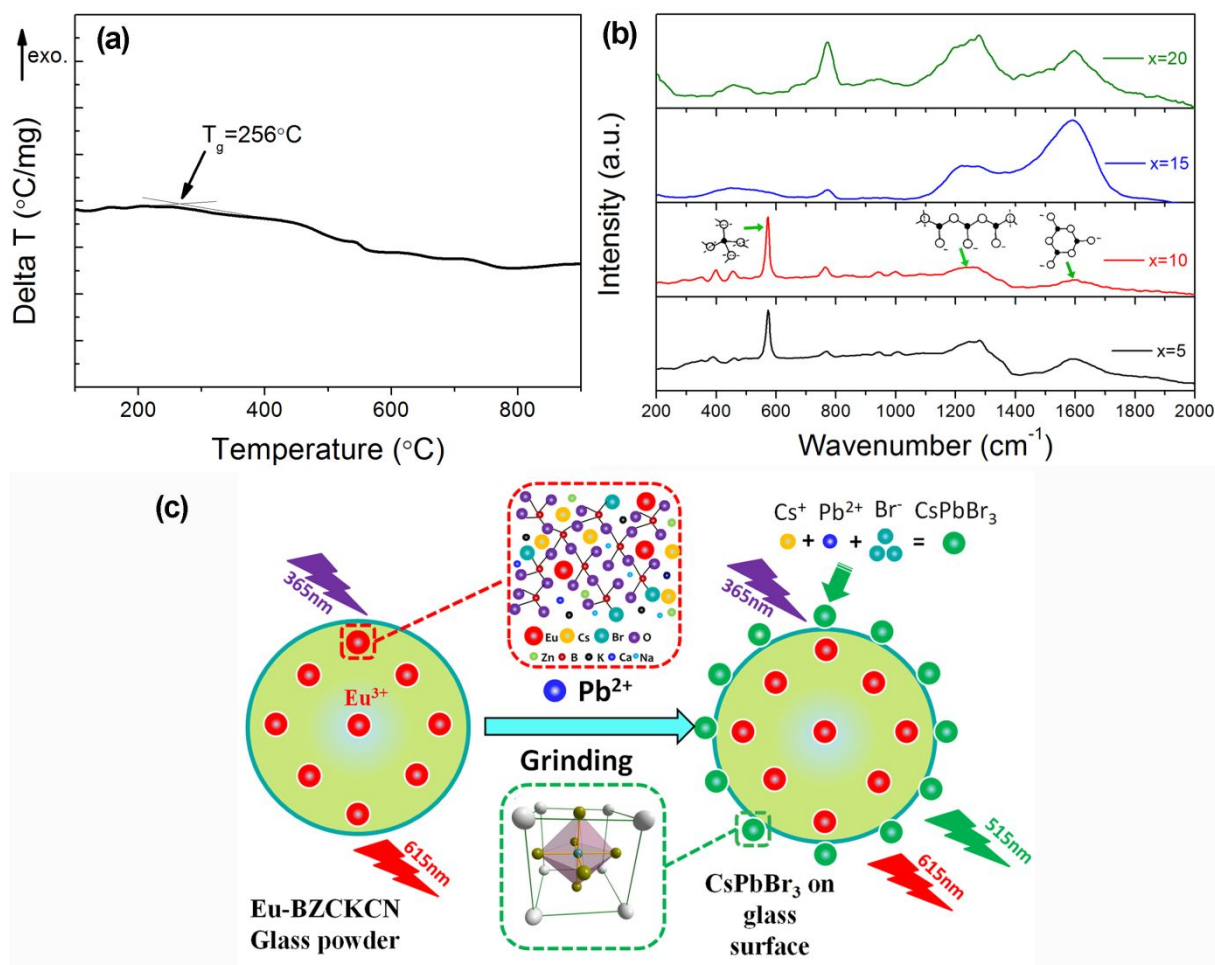 (a)
exo.
T_g=256°C
Delta T (°C/mg)
200 400 600 800
Temperature (°C)
(b)
x=20
x=15
x=10
x=5
Intensity (a.u.)
200 400 600 800 1000 1200 1400 1600 1800 2000
Wavenumber (cm⁻¹)
(c)
365nm
Eu³⁺
615nm
Eu-BZCKCN
Glass powder
Eu Cs Br O
Zn B K Ca Na
Pb²⁺
Grinding
Cs⁺ Pb²⁺ Br⁻ CsPbBr₃
+ + =
365nm
515nm
615nm
CsPbBr₃ on
glass
surface